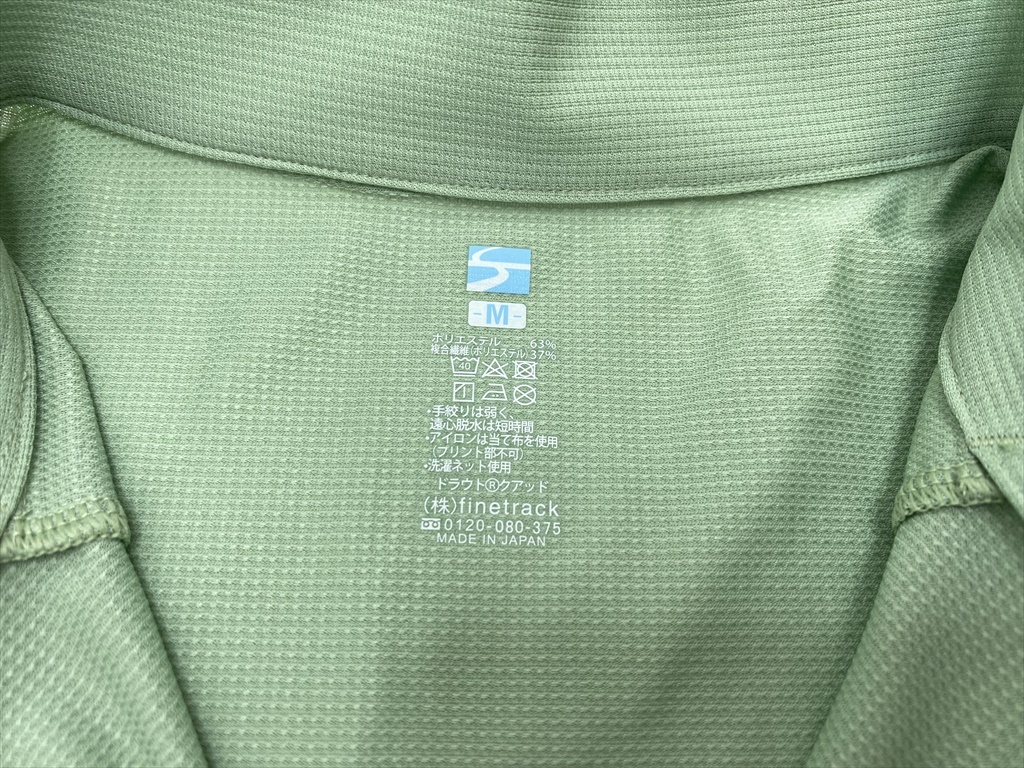 -M-
ポリエステル 63%
複合繊維(ポリエステル) 37%
40
・手絞りは弱く、
遠心脱水は短時間
・アイロンは当て布を使用
(プリント部不可)
・洗濯ネット使用
ドラウト®クアッド
(株)finetrack
0120-080-375
MADE IN JAPAN